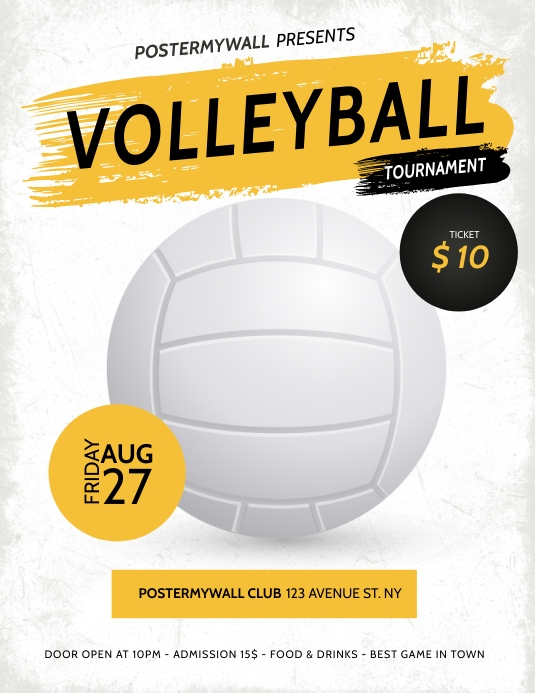 POSTERMYWALL PRESENTS
VOLLEYBALL
TOURNAMENT
TICKET
$ 10
FRIDAY
AUG
27
POSTERMYWALL CLUB 123 AVENUE ST. NY
DOOR OPEN AT 10PM - ADMISSION 15$ - FOOD & DRINKS - BEST GAME IN TOWN